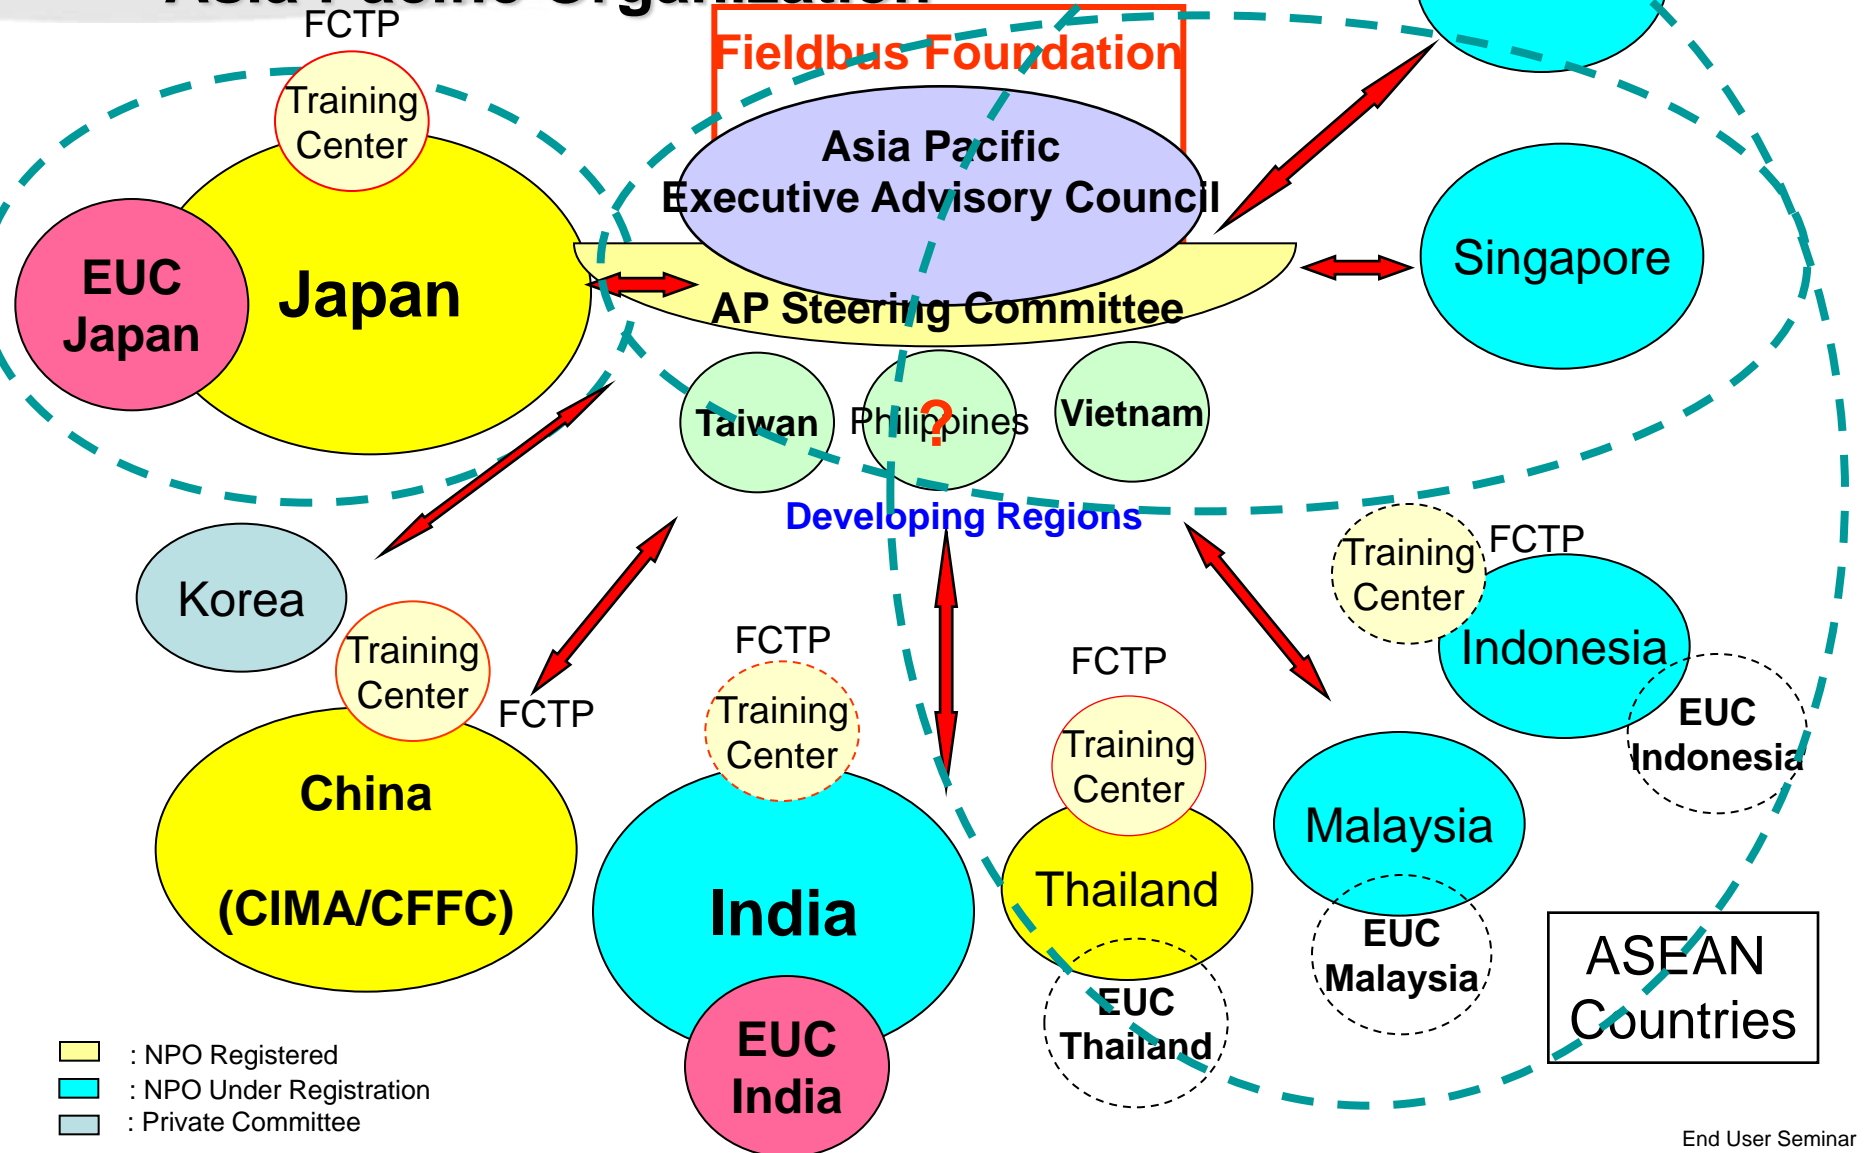 Asia Pacific Organization
FCTP
Training
Center
EUC
Japan
Japan
Fieldbus Foundation
Asia Pacific
Executive Advisory Council
AP Steering Committee
Singapore
Taiwan
Philippines
?
Vietnam
Developing Regions
Korea
Training
Center
FCTP
China
(CIMA/CFFC)
FCTP
Training
Center
India
EUC
India
FCTP
Training
Center
Thailand
EUC
Thailand
Training
Center
FCTP
Indonesia
EUC
Indonesia
Malaysia
EUC
Malaysia
ASEAN
Countries
: NPO Registered
: NPO Under Registration
: Private Committee
End User Seminar